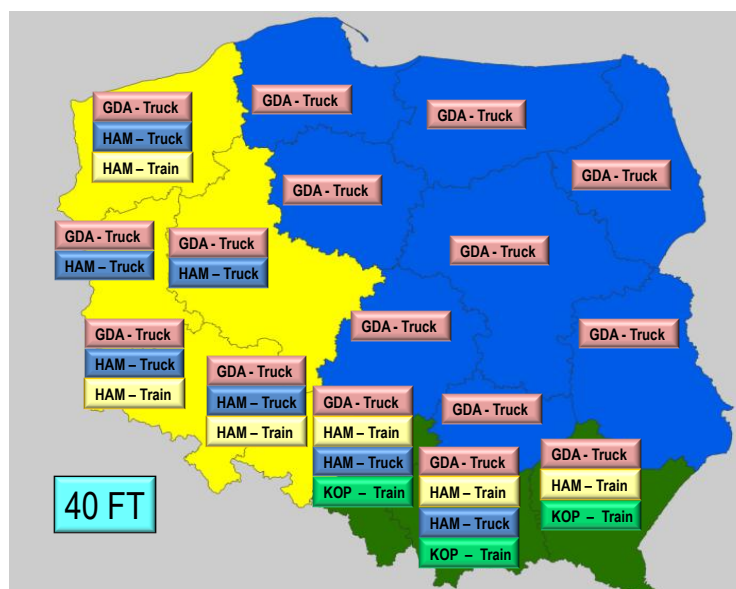 GDA - Truck
HAM – Truck
HAM – Train
GDA - Truck
GDA - Truck
GDA - Truck
GDA - Truck
GDA - Truck
HAM – Truck
GDA - Truck
HAM – Truck
GDA - Truck
GDA - Truck
HAM – Truck
HAM – Train
GDA - Truck
GDA - Truck
GDA - Truck
HAM – Truck
HAM – Train
GDA - Truck
HAM – Train
HAM – Truck
KOP – Train
GDA - Truck
GDA - Truck
HAM – Train
HAM – Truck
KOP – Train
GDA - Truck
HAM – Train
KOP – Train
40 FT